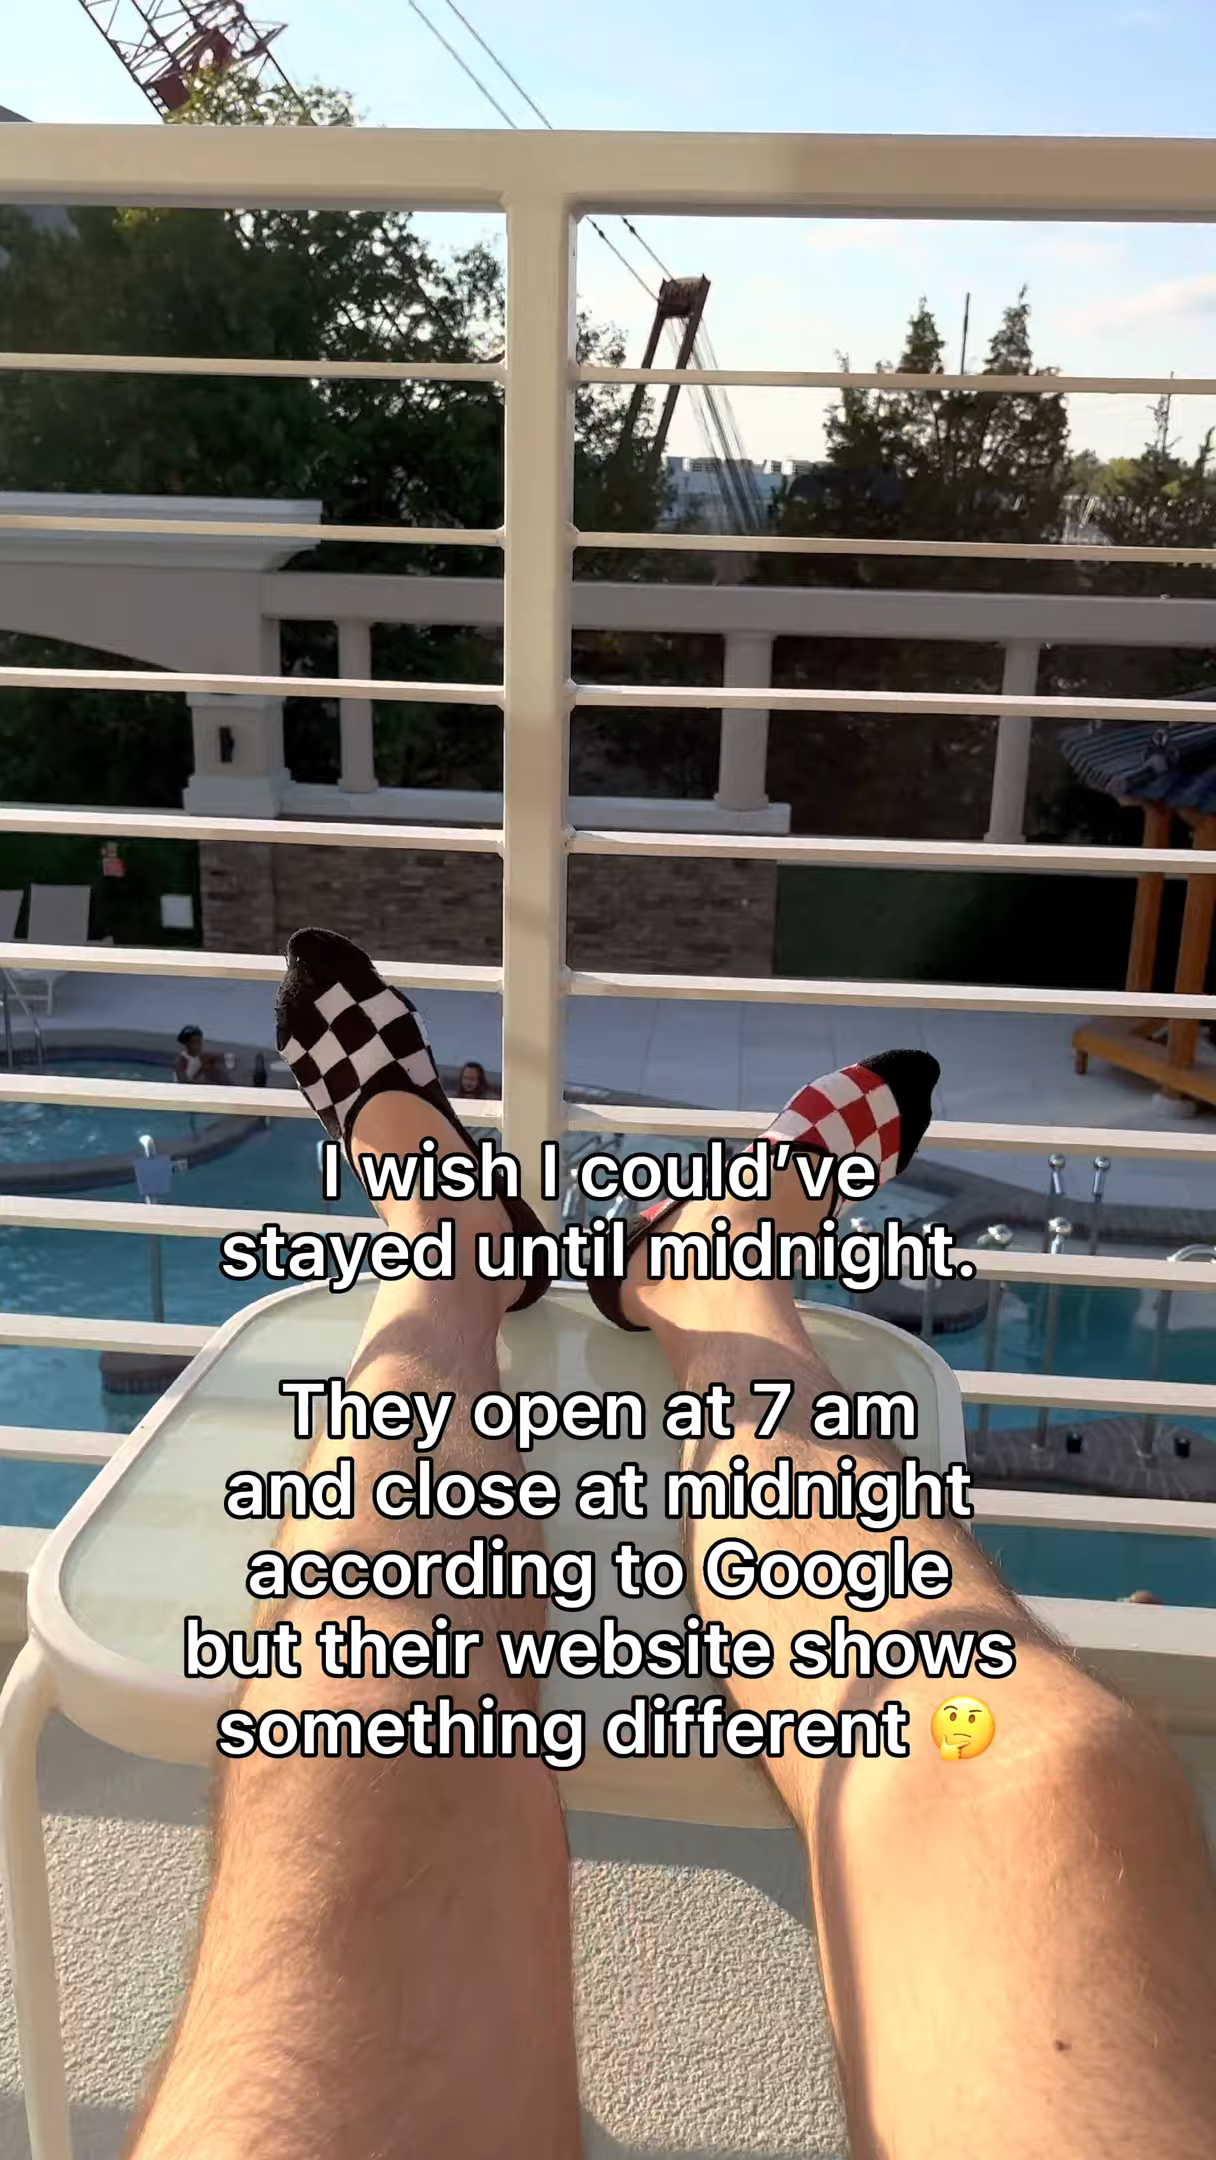 I wish I could’ve
stayed until midnight.
They open at 7 am
and close at midnight
according to Google
but their website shows
something different 🤔